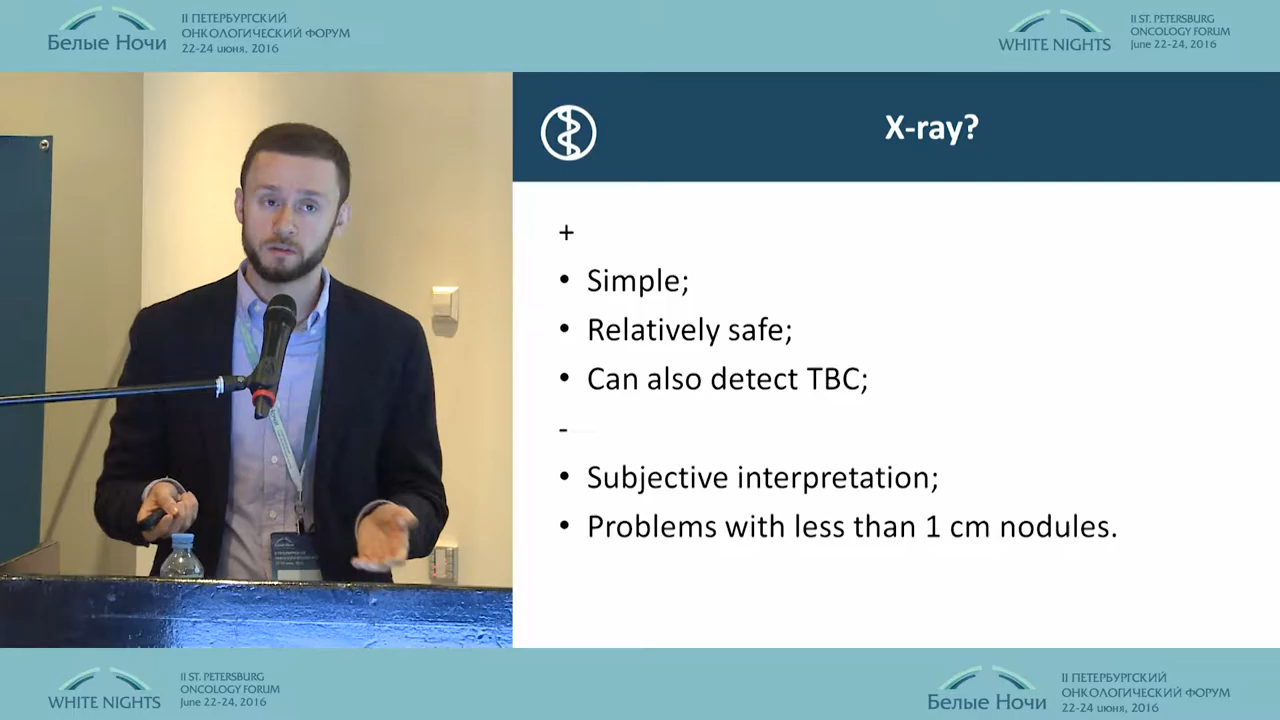 Белые Ночи
II ПЕТЕРБУРГСКИЙ
ОНКОЛОГИЧЕСКИЙ ФОРУМ
22-24 июня, 2016
WHITE NIGHTS
II ST. PETERSBURG
ONCOLOGY FORUM
June 22-24, 2016
X-ray?
+
• Simple;
• Relatively safe;
• Can also detect TBC;
-
• Subjective interpretation;
• Problems with less than 1 cm nodules.
WHITE NIGHTS
II ST. PETERSBURG
ONCOLOGY FORUM
June 22-24, 2016
Белые Ночи
II ПЕТЕРБУРГСКИЙ
ОНКОЛОГИЧЕСКИЙ ФОРУМ
22-24 июня, 2016